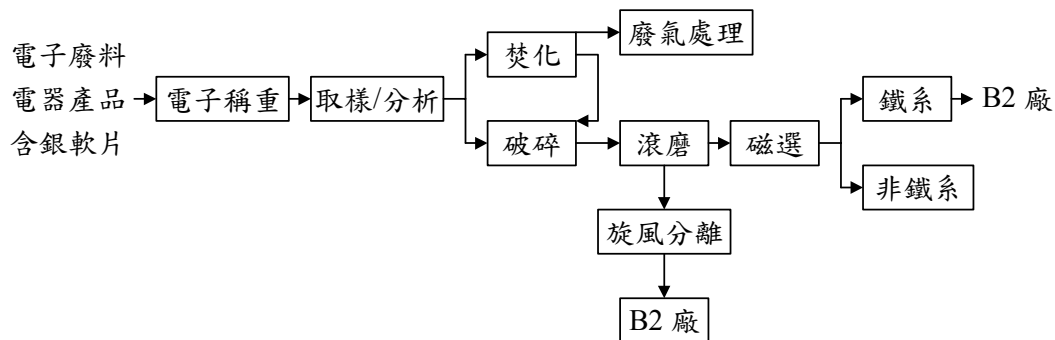 電子廢料
電器產品
含銀軟片
電子稱重
取樣/分析
焚化
廢氣處理
破碎
滾磨
磁選
鐵系
B2 廠
非鐵系
旋風分離
B2 廠